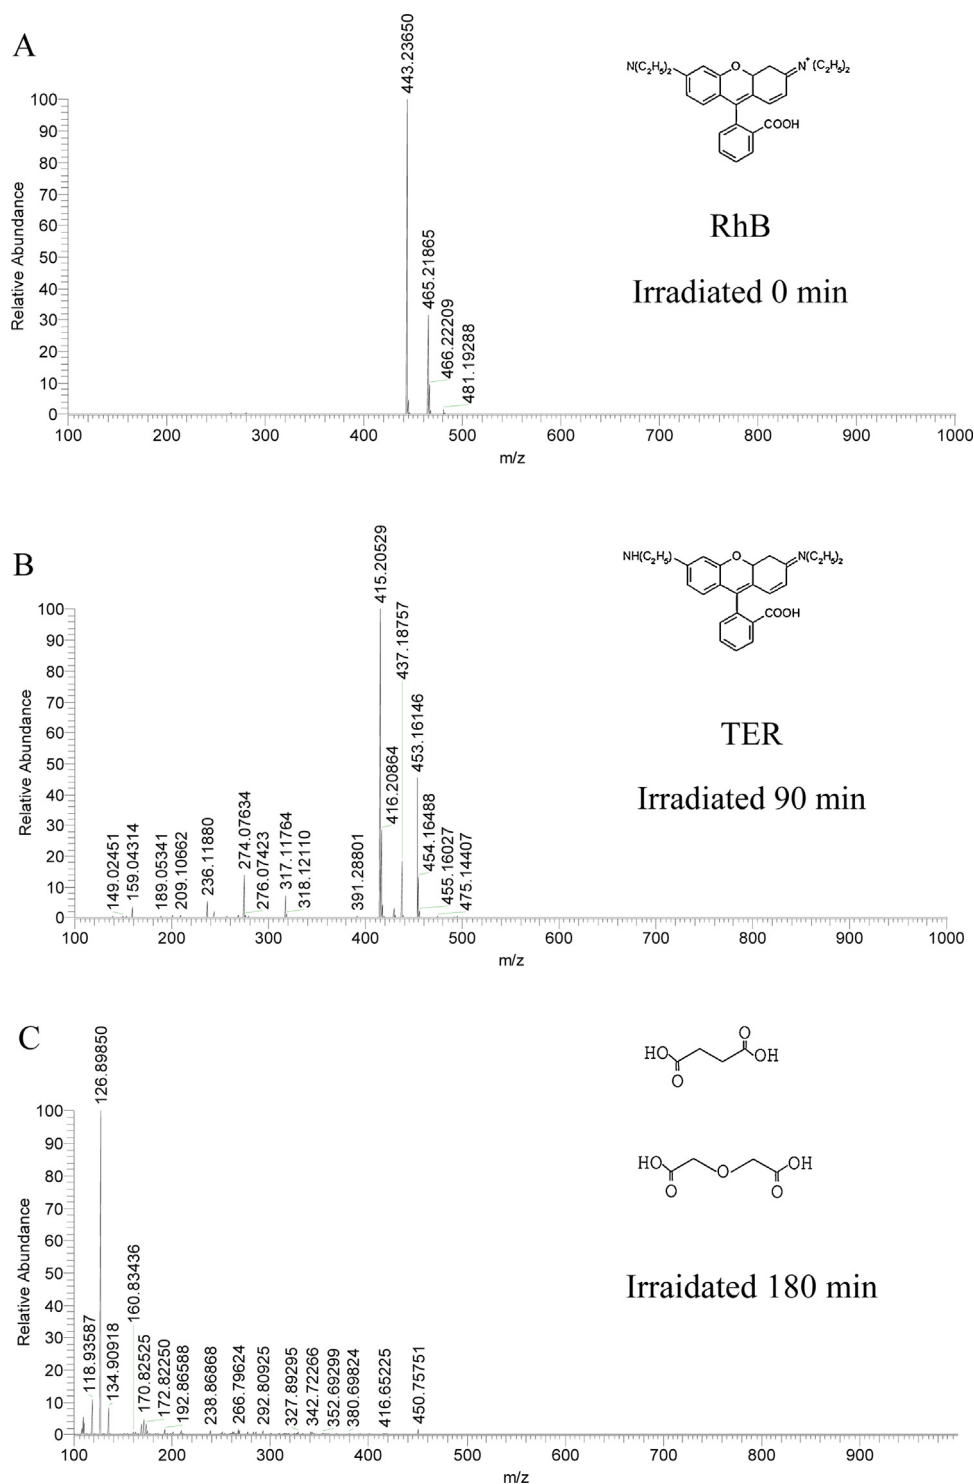 A
443.23650
N(C₂H₅)₂
O
N⁺(C₂H₅)₂
COOH
RhB
Irradiated 0 min
465.21865
466.22209
481.19288
Relative Abundance
100
90
80
70
60
50
40
30
20
10
0
100 200 300 400 500 600 700 800 900 1000
m/z
B
415.20529
NH(C₂H₅)
O
N(C₂H₅)₂
COOH
TER
Irradiated 90 min
437.18757
453.16146
416.20864
454.16488
455.16027
475.14407
149.02451
159.04314
189.05341
209.10662
236.11880
274.07634
276.07423
317.11764
318.12110
391.28801
Relative Abundance
100
90
80
70
60
50
40
30
20
10
0
100 200 300 400 500 600 700 800 900 1000
m/z
C
126.89850
O
HO
OH
O
HO
O
OH
O
O
Irraidated 180 min
118.93587
134.90918
160.83436
170.82525
172.82250
192.86588
238.86868
266.79624
292.80925
327.89295
342.72266
352.69299
380.69824
416.65225
450.75751
Relative Abundance
100
90
80
70
60
50
40
30
20
10
0
100 200 300 400 500 600 700 800 900
m/z